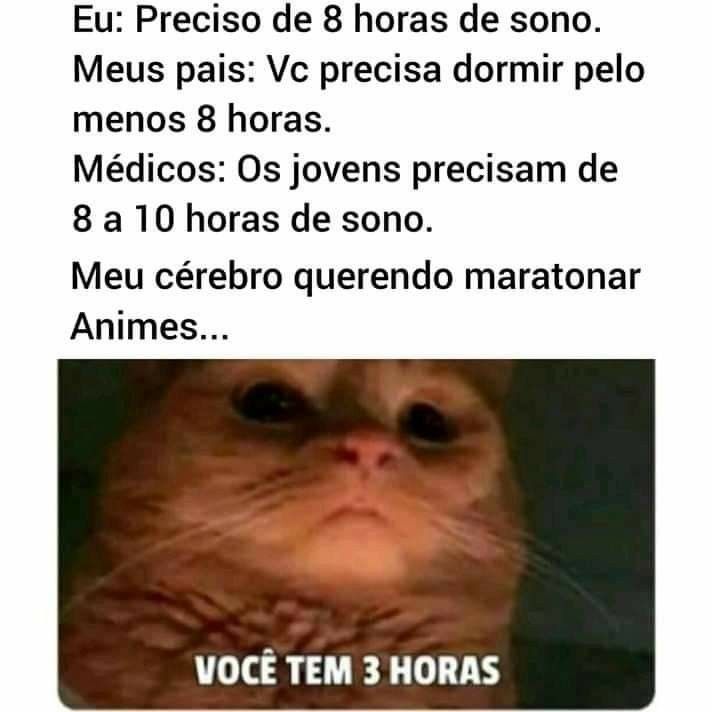 Eu: Preciso de 8 horas de sono.
Meus pais: Vc precisa dormir pelo
menos 8 horas.
Médicos: Os jovens precisam de
8 a 10 horas de sono.
Meu cérebro querendo maratonar
Animes...
VOCÊ TEM 3 HORAS